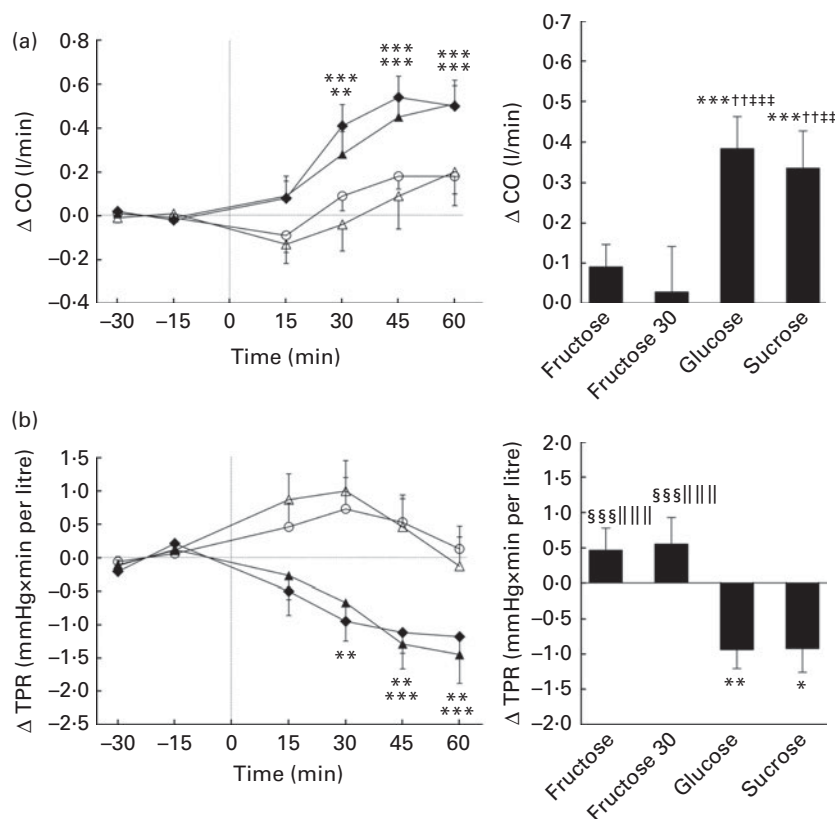 (a)
0·8
0·6
0·4
0·2
0·0
–0·2
–0·4
Δ CO (l/min)
***
**
***
***
***
***
–30 –15 0 15 30 45 60
Time (min)
0·7
0·6
0·5
0·4
0·3
0·2
0·1
0·0
Δ CO (l/min)
***††‡‡‡
***††‡‡
Fructose
Fructose 30
Glucose
Sucrose
(b)
1·5
1·0
0·5
0·0
–0·5
–1·0
–1·5
–2·0
–2·5
Δ TPR (mmHg×min per litre)
**
**
***
**
***
–30 –15 0 15 30 45 60
Time (min)
2·0
1·5
1·0
0·5
0·0
–0·5
–1·0
–1·5
–2·0
Δ TPR (mmHg×min per litre)
§§§‖‖‖
§§§‖‖‖
**
*
Fructose
Fructose 30
Glucose
Sucrose